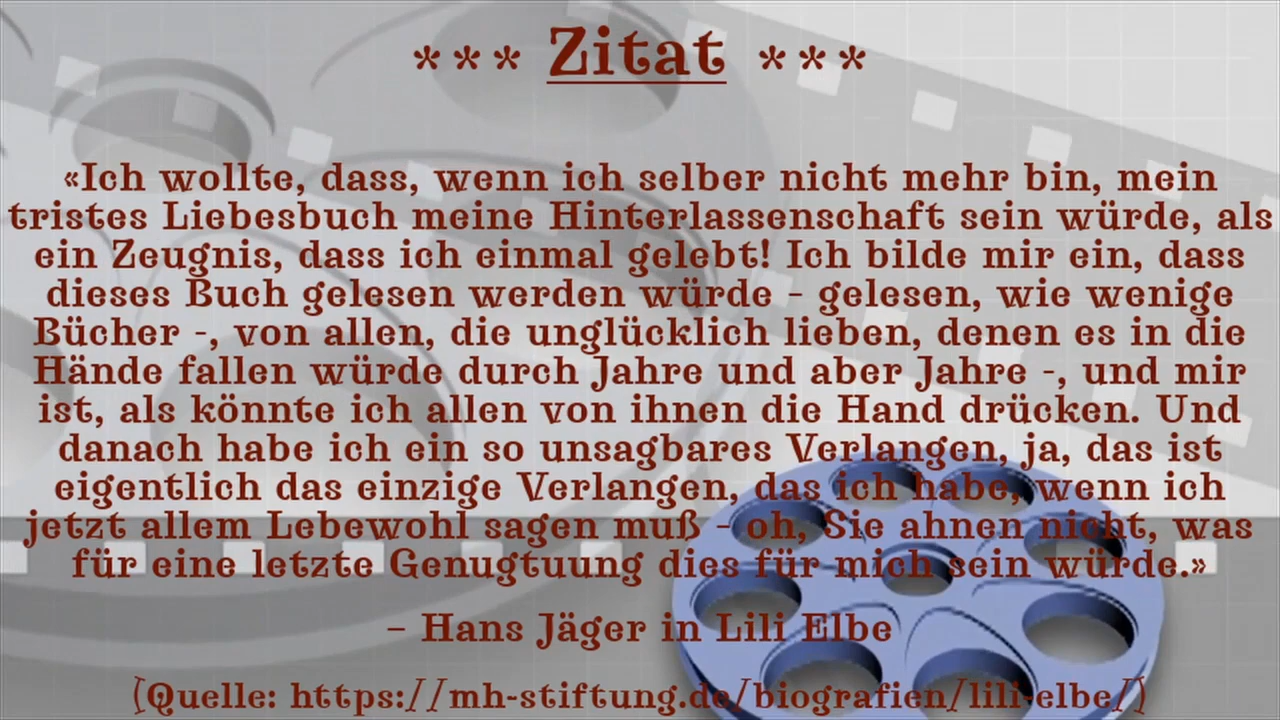 *** Zitat ***
«Ich wollte, dass, wenn ich selber nicht mehr bin, mein
tristes Liebesbuch meine Hinterlassenschaft sein würde, als
ein Zeugnis, dass ich einmal gelebt! Ich bilde mir ein, dass
dieses Buch gelesen werden würde - gelesen, wie wenige
Bücher -, von allen, die unglücklich lieben, denen es in die
Hände fallen würde durch Jahre und aber Jahre -, und mir
ist, als könnte ich allen von ihnen die Hand drücken. Und
danach habe ich ein so unsagbares Verlangen, ja, das ist
eigentlich das einzige Verlangen, das ich habe, wenn ich
jetzt allem Lebewohl sagen muß - oh, Sie ahnen nicht, was
für eine letzte Genugtuung dies für mich sein würde.»
– Hans Jäger in Lili Elbe
(Quelle: https://mh-stiftung.de/biografien/lili-elbe/)